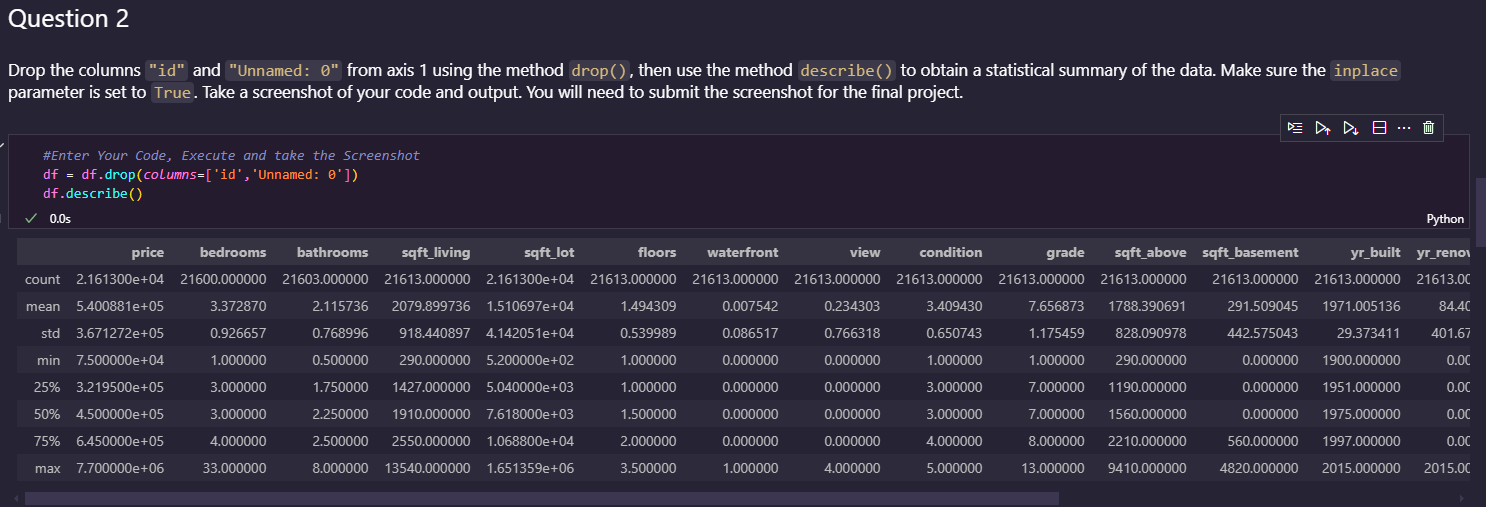 Question 2
Drop the columns "id" and "Unnamed: 0" from axis 1 using the method drop(), then use the method describe() to obtain a statistical summary of the data. Make sure the inplace
parameter is set to True. Take a screenshot of your code and output. You will need to submit the screenshot for the final project.
#Enter Your Code, Execute and take the Screenshot
df = df.drop(columns=['id','Unnamed: 0'])
df.describe()
0.0s Python
price bedrooms bathrooms sqft_living sqft_lot floors waterfront view condition grade sqft_above sqft_basement yr_built yr_renov
count 2.161300e+04 21600.000000 21603.000000 21613.000000 2.161300e+04 21613.000000 21613.000000 21613.000000 21613.000000 21613.000000 21613.000000 21613.000000 21613.000000 21613.00
mean 5.400881e+05 3.372870 2.115736 2079.899736 1.510697e+04 1.494309 0.007542 0.234303 3.409430 7.656873 1788.390691 291.509045 1971.005136 84.40
std 3.671272e+05 0.926657 0.768996 918.440897 4.142051e+04 0.539989 0.086517 0.766318 0.650743 1.175459 828.090978 442.575043 29.373411 401.67
min 7.500000e+04 1.000000 0.500000 290.000000 5.200000e+02 1.000000 0.000000 0.000000 1.000000 1.000000 290.000000 0.000000 1900.000000 0.00
25% 3.219500e+05 3.000000 1.750000 1427.000000 5.040000e+03 1.000000 0.000000 0.000000 3.000000 7.000000 1190.000000 0.000000 1951.000000 0.00
50% 4.500000e+05 3.000000 2.250000 1910.000000 7.618000e+03 1.500000 0.000000 0.000000 3.000000 7.000000 1560.000000 0.000000 1975.000000 0.00
75% 6.450000e+05 4.000000 2.500000 2550.000000 1.068800e+04 2.000000 0.000000 0.000000 4.000000 8.000000 2210.000000 560.000000 1997.000000 0.00
max 7.700000e+06 33.000000 8.000000 13540.000000 1.651359e+06 3.500000 1.000000 4.000000 5.000000 13.000000 9410.000000 4820.000000 2015.000000 2015.00